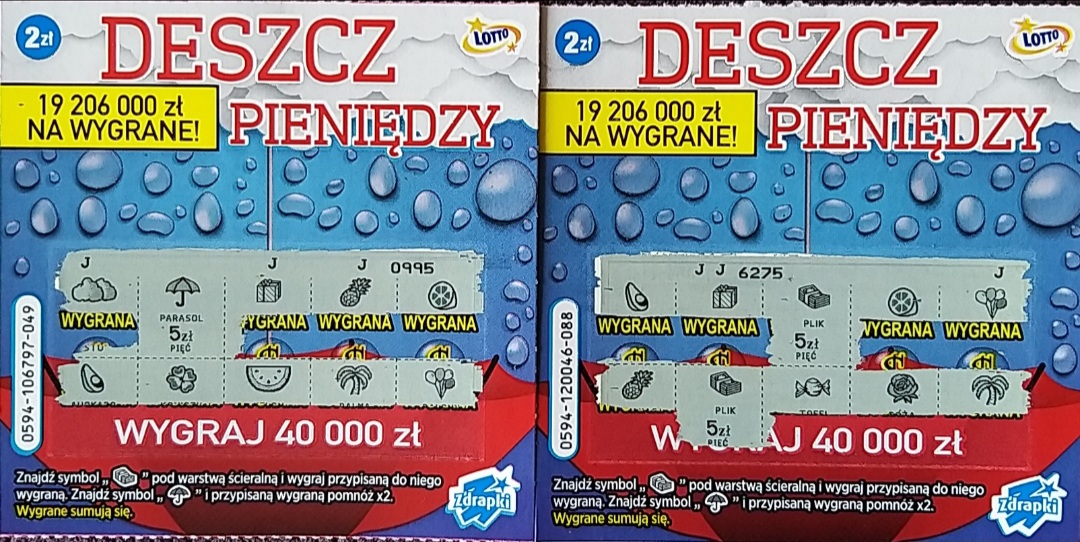 2zł
DESZCZ
LOTTO
19 206 000 zł
NA WYGRANE!
PIENIĘDZY
J J J 0995
WYGRANA
PARASOL
5zł
PIĘĆ
WYGRANA
WYGRANA
0594-106797-049
WYGRAJ 40 000 zł
Znajdź symbol „ ” pod warstwą ścieralną i wygraj przypisaną do niego
wygraną. Znajdź symbol „ ” i przypisaną wygraną pomnóż x2.
Wygrane sumują się.
Zdrapki
2zł
DESZCZ
LOTTO
19 206 000 zł
NA WYGRANE!
PIENIĘDZY
J J 6275 J
WYGRANA
WYGRANA
PLIK
5zł
PIĘĆ
WYGRANA
WYGRANA
PLIK
5zł
PIĘĆ
0594-120046-088
40 000 zł
Znajdź symbol „ ” pod warstwą ścieralną i wygraj przypisaną do niego
wygraną. Znajdź symbol „ ” i przypisaną wygraną pomnóż x2.
Wygrane sumują się.
Zdrapki